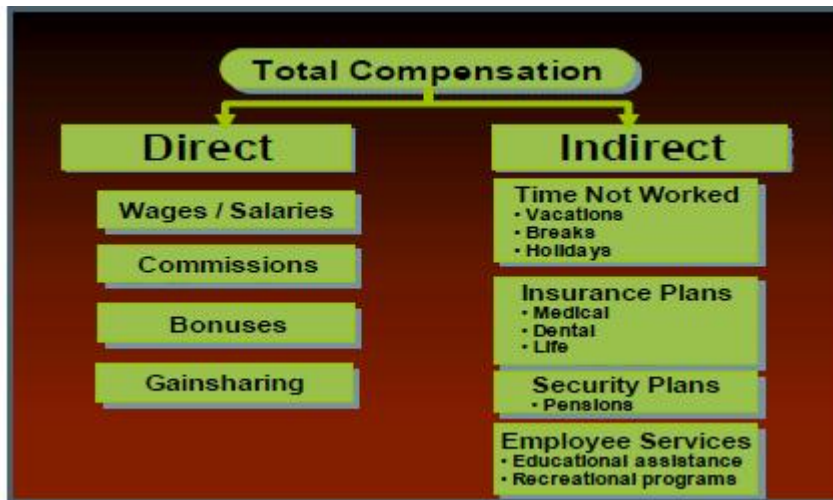 Total Compensation
Direct
Wages / Salaries
Commissions
Bonuses
Gainsharing
Indirect
Time Not Worked
• Vacations
• Breaks
• Holidays
Insurance Plans
• Medical
• Dental
• Life
Security Plans
• Pensions
Employee Services
• Educational assistance
• Recreational programs